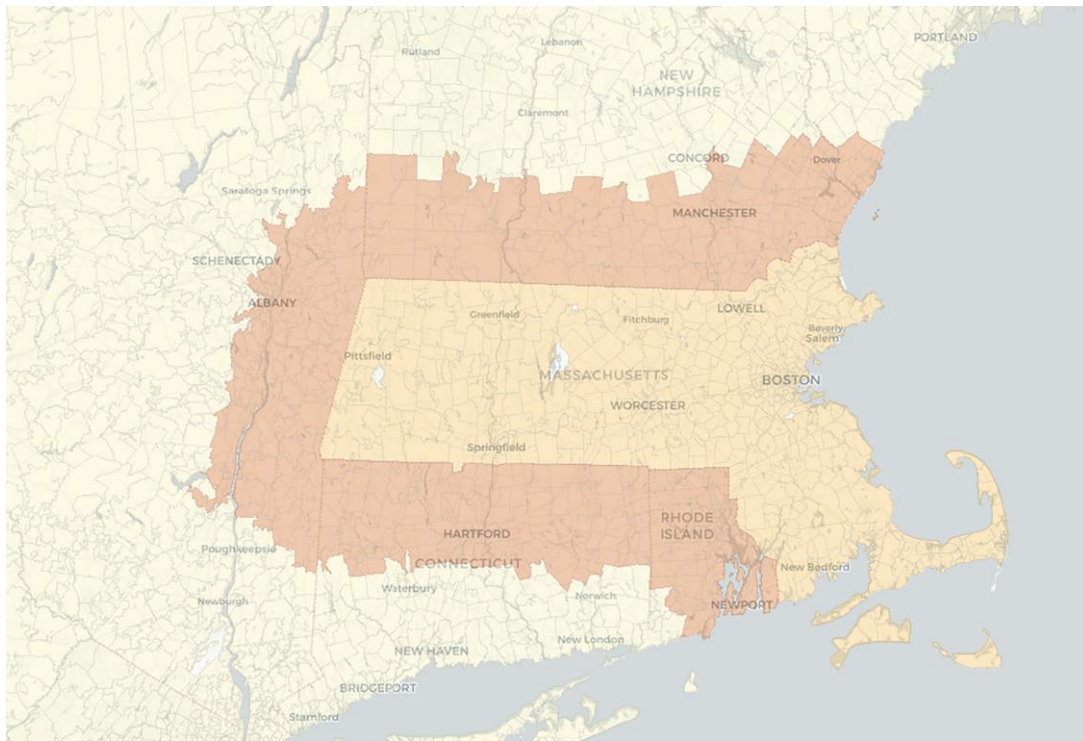 PORTLAND
Lebanon
Rutland
NEW
HAMPSHIRE
Claremont
CONCORD
Dover
Saratoga Springs
MANCHESTER
SCHENECTADY
ALBANY
LOWELL
Greenfield
Fitchburg
Beverly
Salem
Pittsfield
MASSACHUSETTS
BOSTON
WORCESTER
Springfield
RHODE
ISLAND
HARTFORD
Poughkeepsie
CONNECTICUT
New Bedford
Waterbury
Norwich
Newburgh
NEWPORT
New London
NEW HAVEN
BRIDGEPORT
Stamford